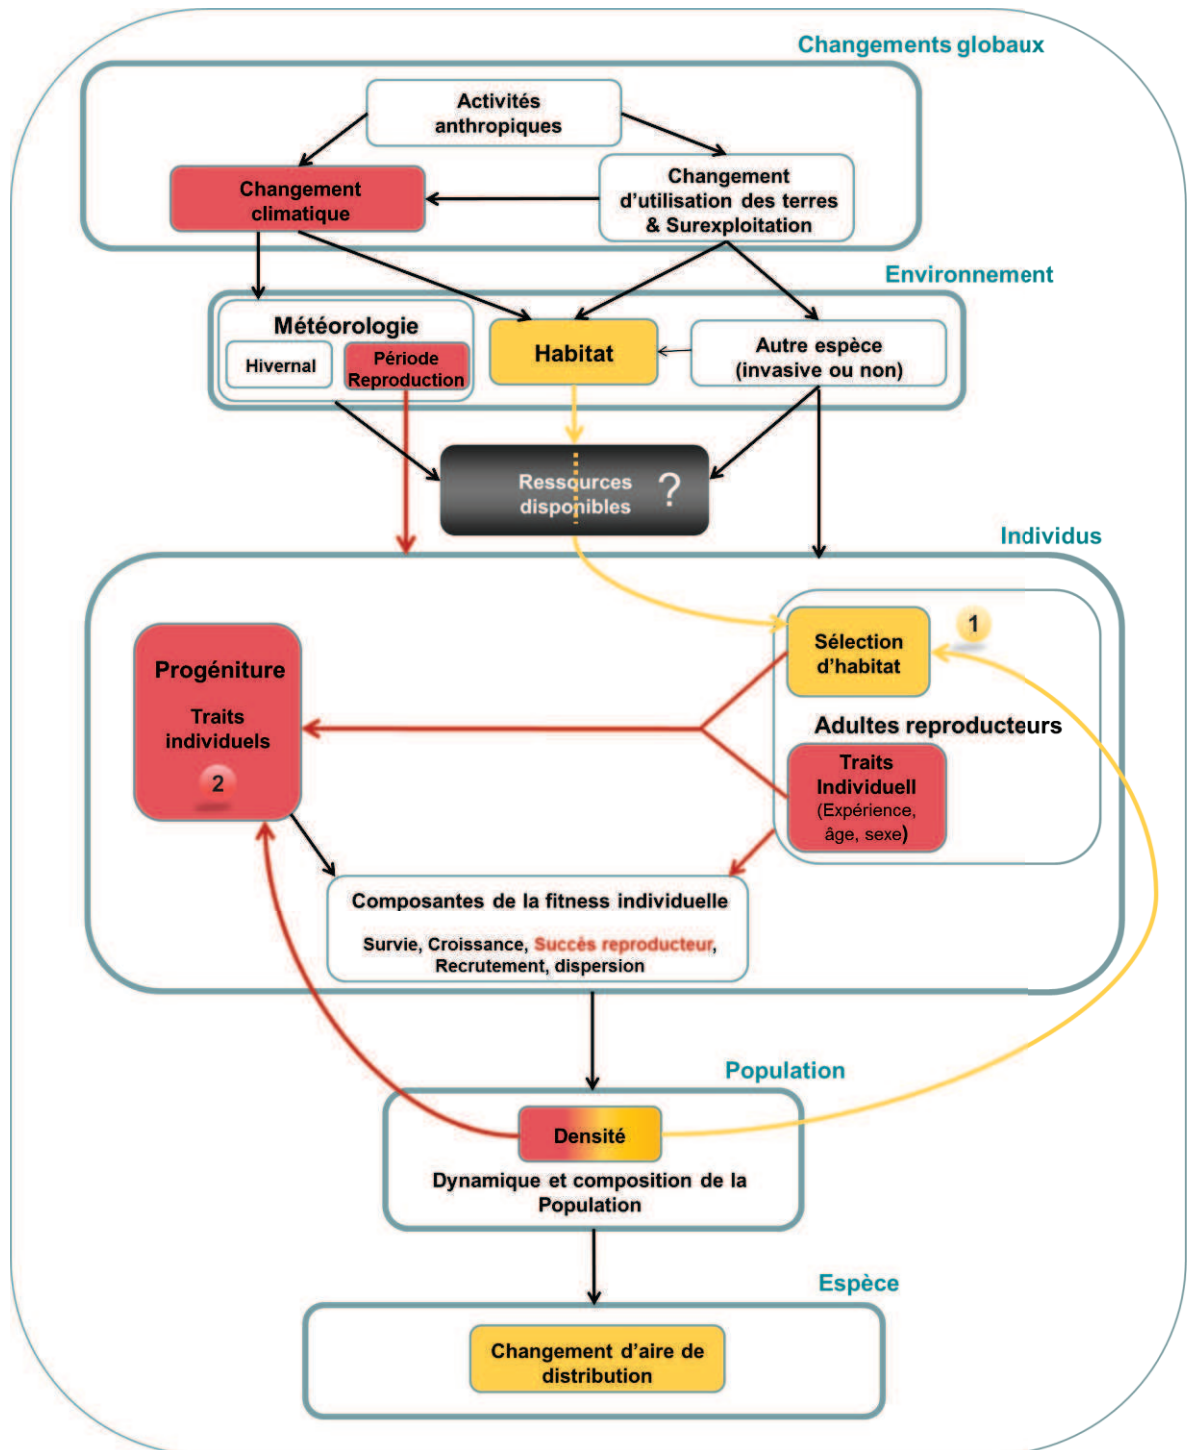 Changements globaux
Activités
anthropiques
Changement
climatique
Changement
d'utilisation des terres
& Surexploitation
Environnement
Météorologie
Hivernal
Période
Reproduction
Habitat
Autre espèce
(invasive ou non)
Ressources
disponibles
?
Individus
Progéniture
Traits
individuels
2
Sélection
d'habitat
1
Adultes reproducteurs
Traits
Individuell
(Expérience,
âge, sexe)
Composantes de la fitness individuelle
Survie, Croissance, Succès reproducteur,
Recrutement, dispersion
Population
Densité
Dynamique et composition de la
Population
Espèce
Changement d'aire de
distribution